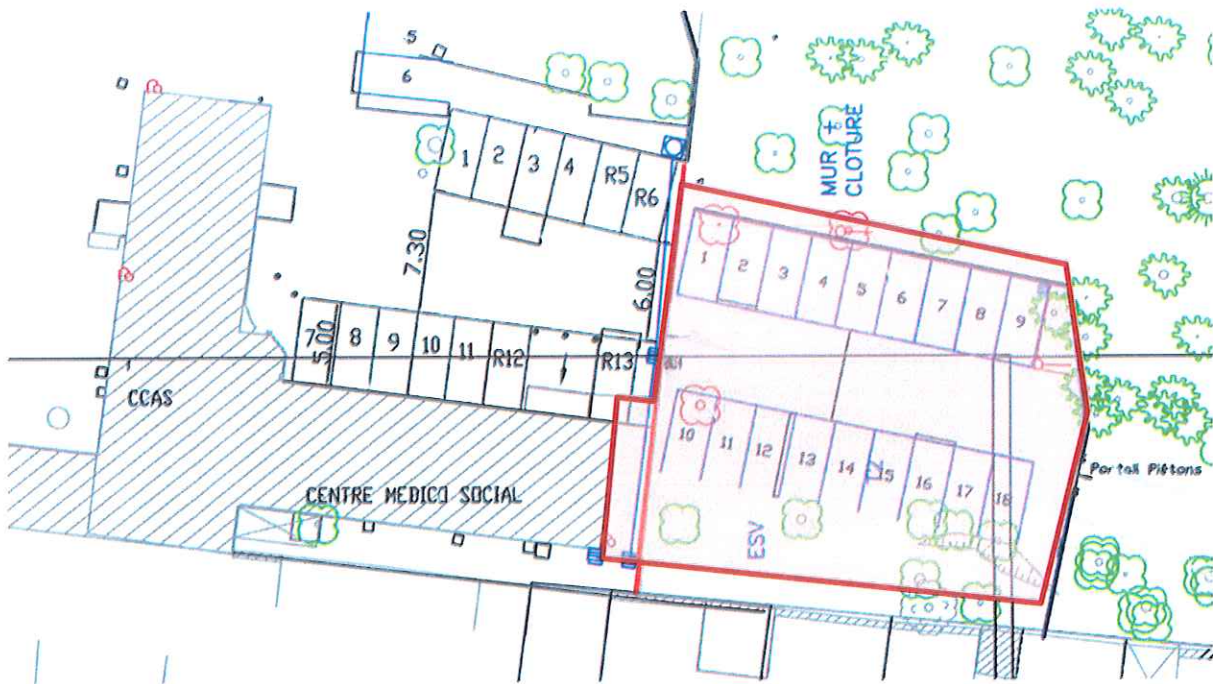 5
6
1 2 3 4 R5 R6
MUR +
CLOTURE
7.30
6.00
1 2 3 4 5 6 7 8 9
7 8 9 10 11 R12 R13
5.00
CCAS
10 11 12 13 14 15 16 17 18
Portail Piétons
CENTRE MEDICO SOCIAL
ESV